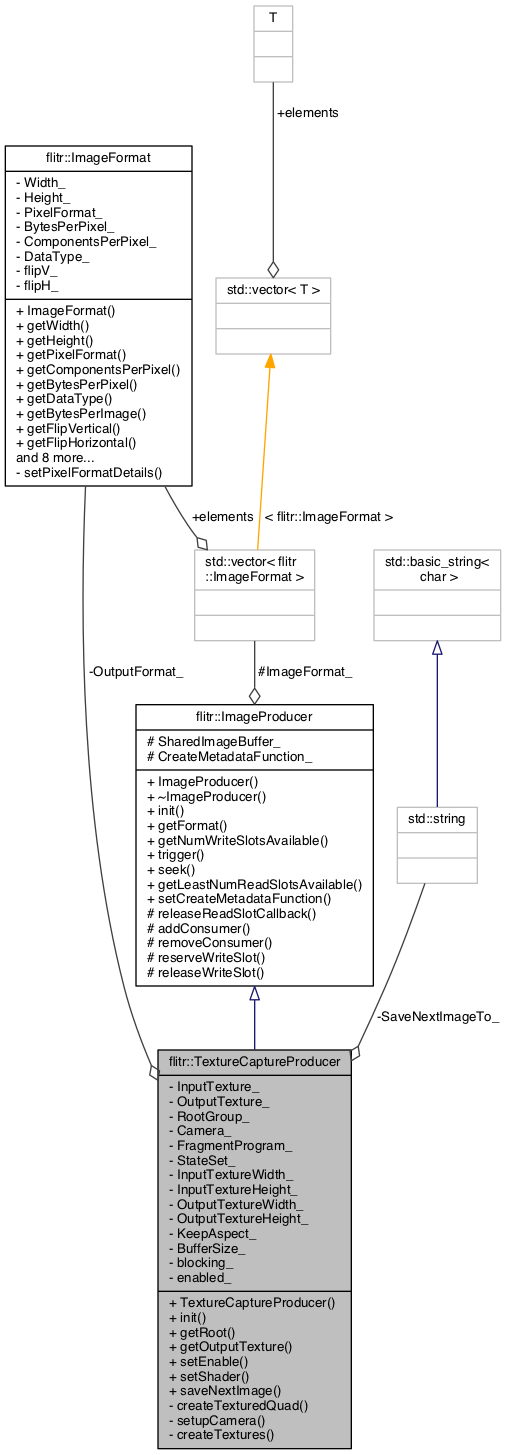 T
+elements
flitr::ImageFormat
- Width_
- Height_
- PixelFormat_
- BytesPerPixel_
- ComponentsPerPixel_
- DataType_
- flipV_
- flipH_
+ ImageFormat()
+ getWidth()
+ getHeight()
+ getPixelFormat()
+ getComponentsPerPixel()
+ getBytesPerPixel()
+ getDataType()
+ getBytesPerImage()
+ getFlipVertical()
+ getFlipHorizontal()
and 8 more...
- setPixelFormatDetails()
std::vector< T >
+elements
< flitr::ImageFormat >
std::vector< flitr
::ImageFormat >
std::basic_string<
char >
-OutputFormat_
#ImageFormat_
flitr::ImageProducer
# SharedImageBuffer_
# CreateMetadataFunction_
+ ImageProducer()
+ ~ImageProducer()
+ init()
+ getFormat()
+ getNumWriteSlotsAvailable()
+ trigger()
+ seek()
+ getLeastNumReadSlotsAvailable()
+ setCreateMetadataFunction()
# releaseReadSlotCallback()
# addConsumer()
# removeConsumer()
# reserveWriteSlot()
# releaseWriteSlot()
std::string
-SaveNextImageTo_
flitr::TextureCaptureProducer
- InputTexture_
- OutputTexture_
- RootGroup_
- Camera_
- FragmentProgram_
- StateSet_
- InputTextureWidth_
- InputTextureHeight_
- OutputTextureWidth_
- OutputTextureHeight_
- KeepAspect_
- BufferSize_
- blocking_
- enabled_
+ TextureCaptureProducer()
+ init()
+ getRoot()
+ getOutputTexture()
+ setEnable()
+ setShader()
+ saveNextImage()
- createTexturedQuad()
- setupCamera()
- createTextures()